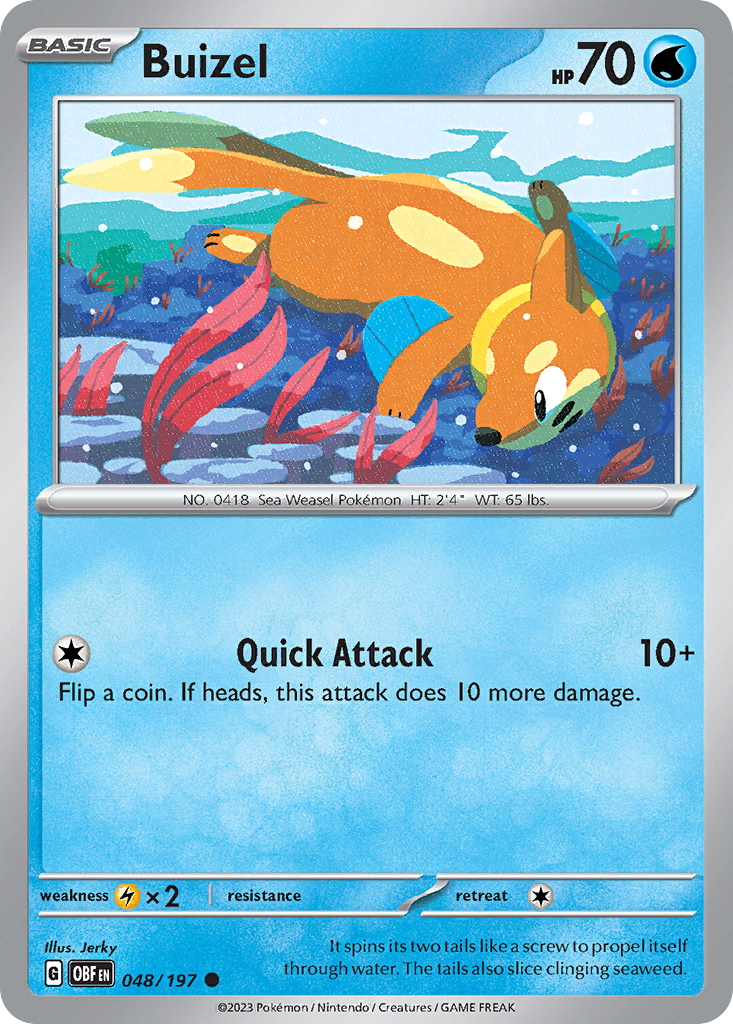 BASIC
Buizel
HP 70
NO. 0418 Sea Weasel Pokémon HT: 2'4" WT: 65 lbs.
Quick Attack 10+
Flip a coin. If heads, this attack does 10 more damage.
weakness ×2 resistance retreat
Illus. Jerky
It spins its two tails like a screw to propel itself
through water. The tails also slice clinging seaweed.
G OBF EN 048/197
©2023 Pokémon / Nintendo / Creatures / GAME FREAK